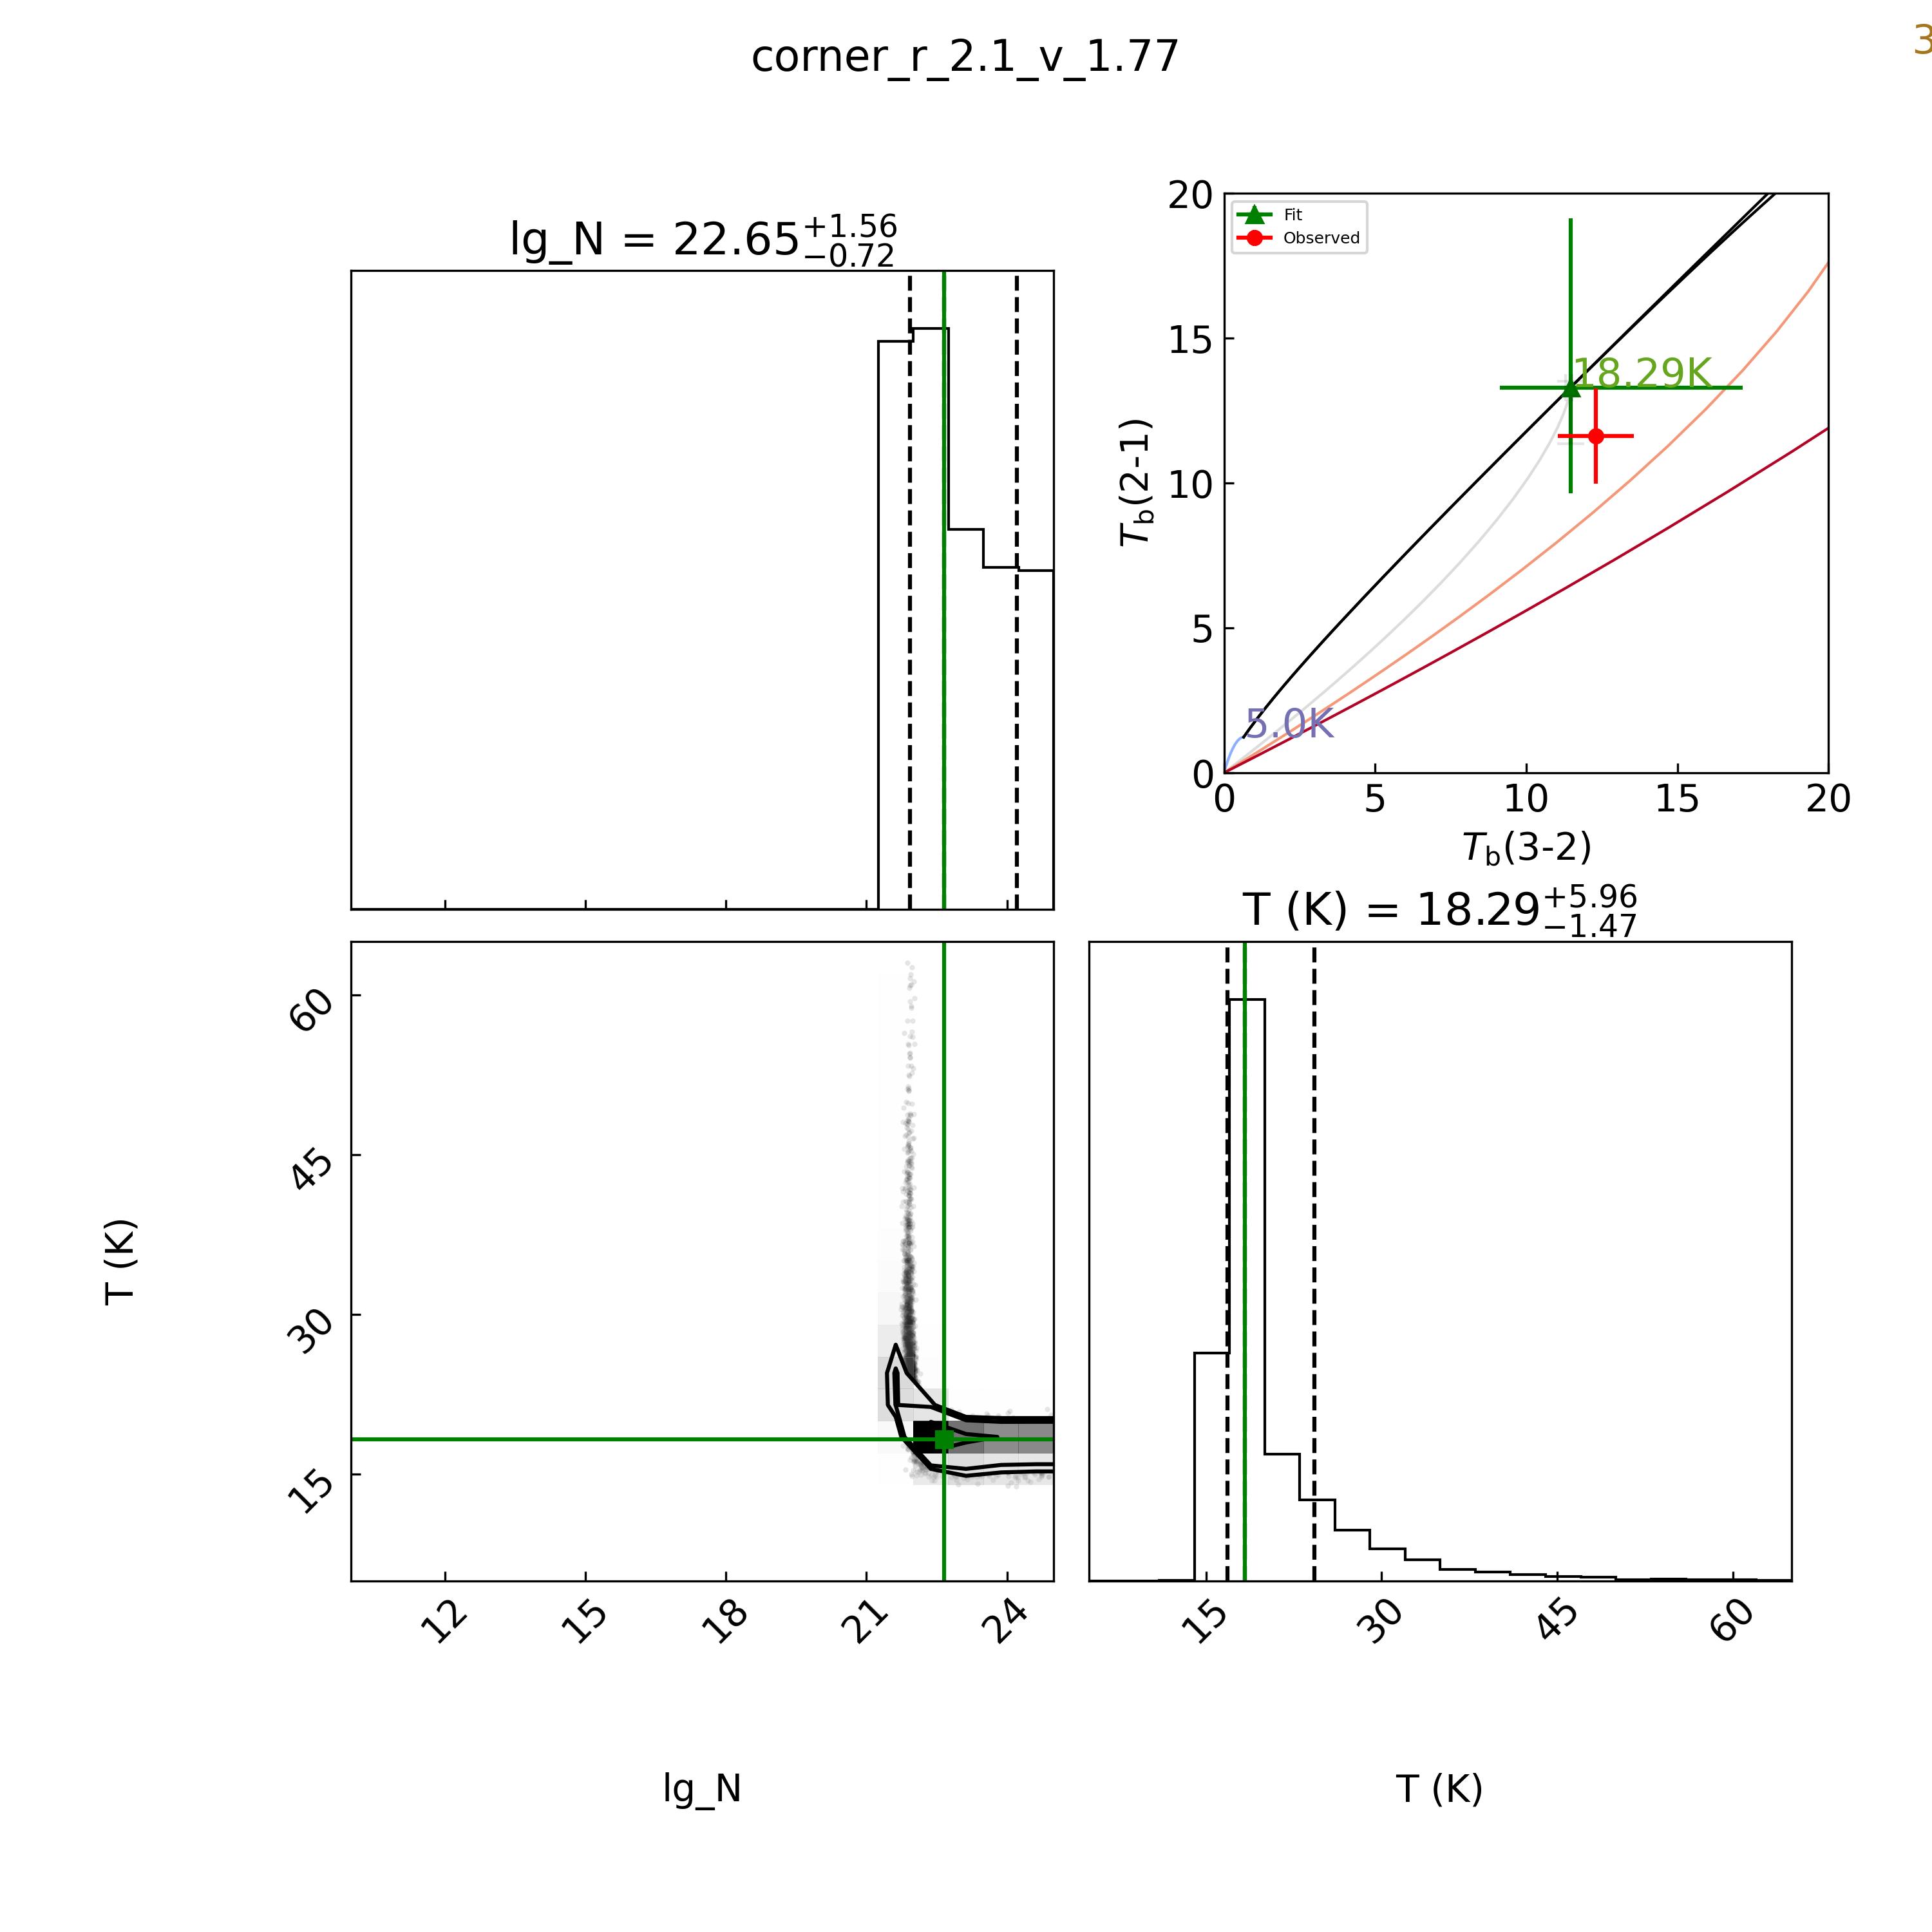 corner_r_2.1_v_1.77
3
lg_N = 22.65+1.56−0.72
20
15
10
5
0
Tb(2-1)
Fit
Observed
18.29K
5.0K
0 5 10 15 20
Tb(3-2)
T (K) = 18.29+5.96−1.47
60
45
30
15
T (K)
12 15 18 21 24
15 30 45 60
lg_N
T (K)